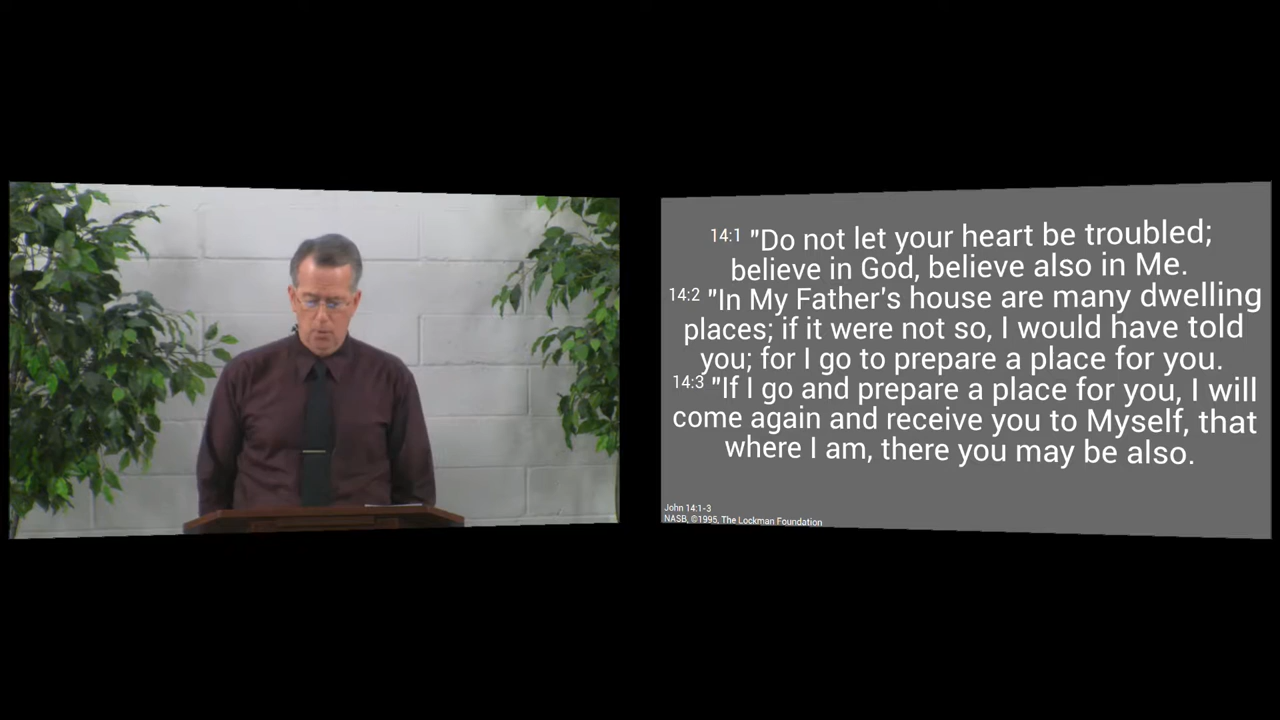 14:1 "Do not let your heart be troubled;
believe in God, believe also in Me.
14:2 "In My Father's house are many dwelling
places; if it were not so, I would have told
you; for I go to prepare a place for you.
14:3 "If I go and prepare a place for you, I will
come again and receive you to Myself, that
where I am, there you may be also.
John 14:1-3
NASB, ©1995, The Lockman Foundation